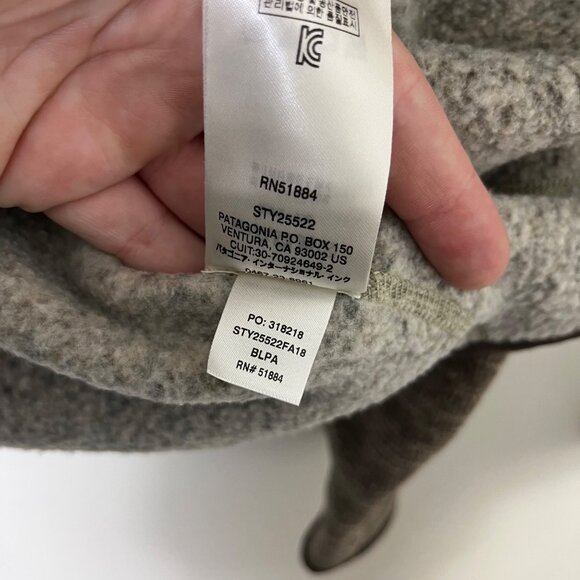 RN51884
STY25522
PATAGONIA P.O. BOX 150
VENTURA, CA 93002 US
CUIT:30-70924649-2
パタゴニア・インターナショナル・インク
PO: 318218
STY25522FA18
BLPA
RN# 51884